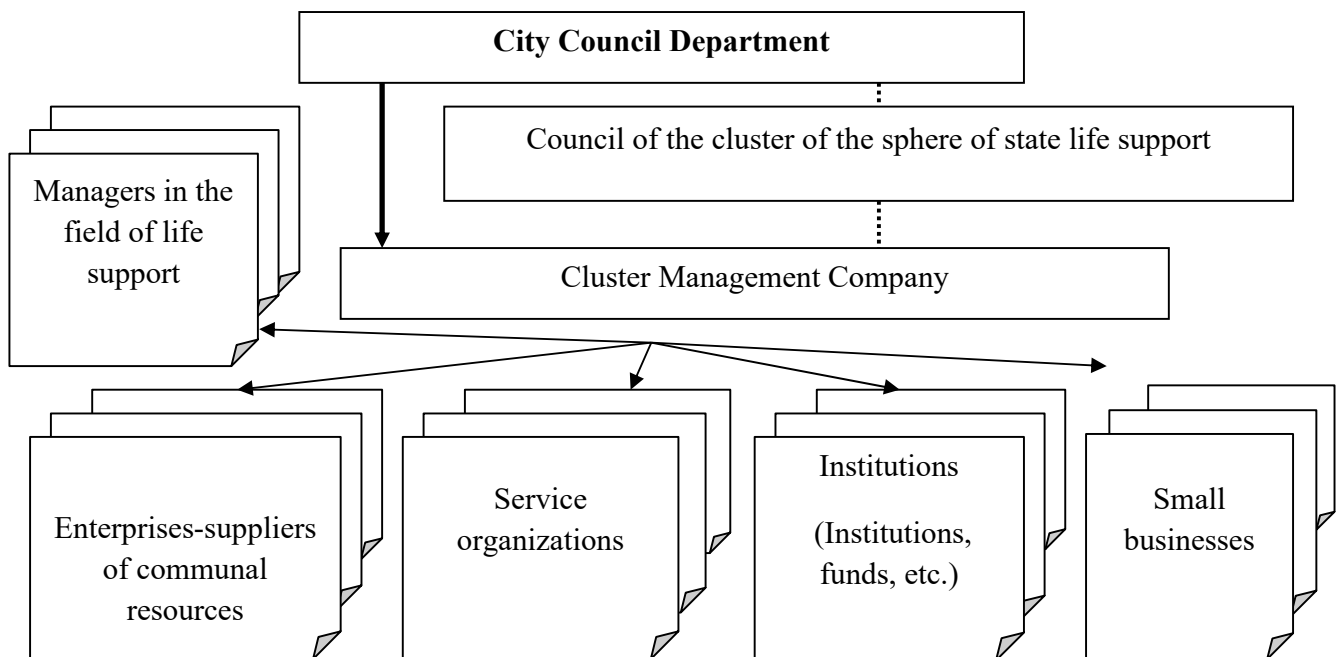 City Council Department
Council of the cluster of the sphere of state life support
Managers in the
field of life
support
Cluster Management Company
Enterprises-suppliers
of communal
resources
Service
organizations
Institutions
(Institutions,
funds, etc.)
Small
businesses